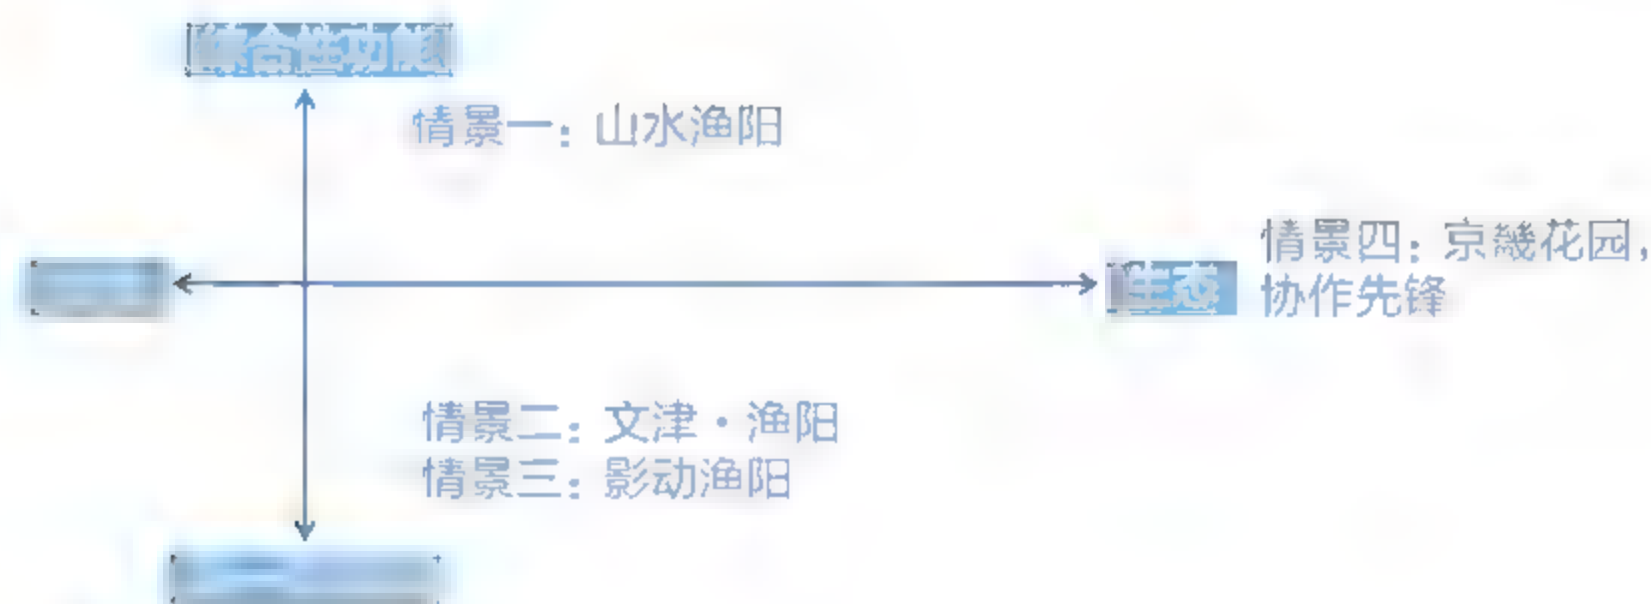 综合性功能
情景一：山水渔阳
情景四：京畿花园，
生态
协作先锋
情景二：文津·渔阳
情景三：影动渔阳